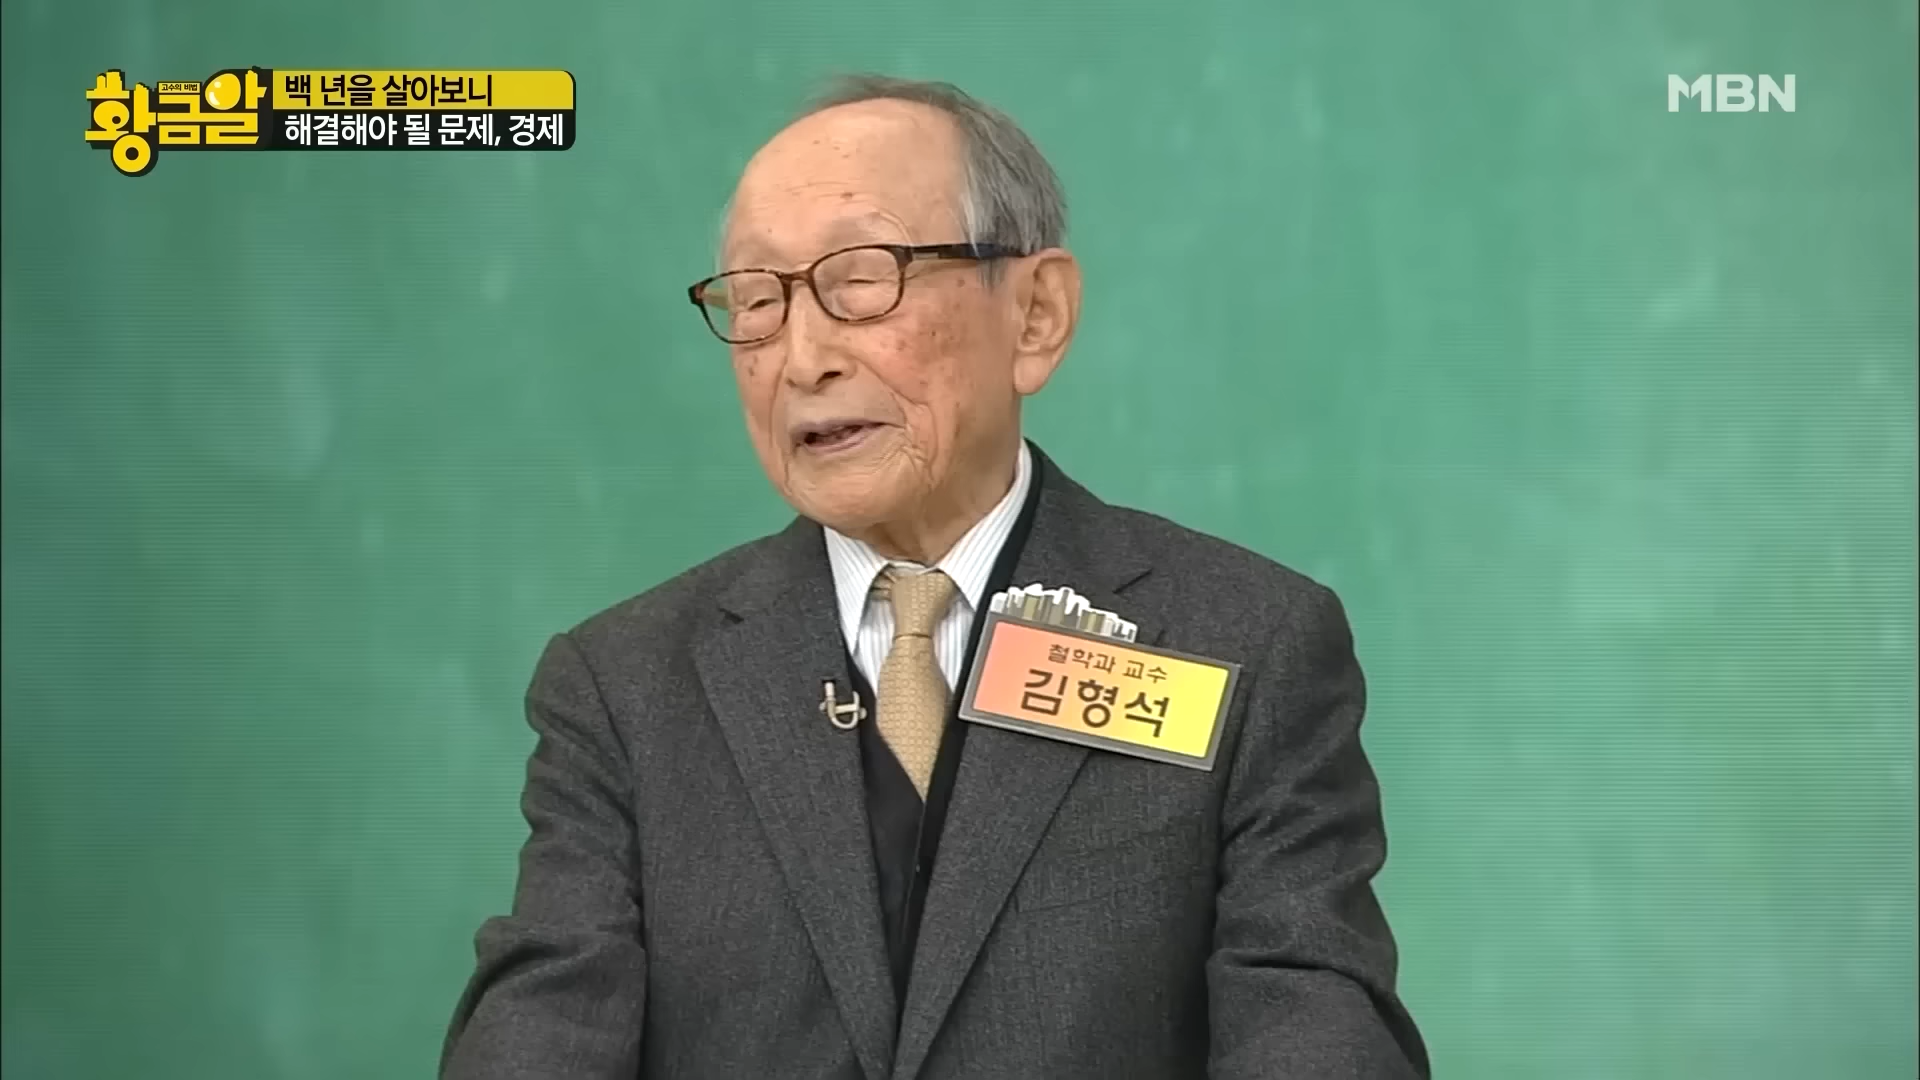 고수의 비법
황금알
백 년을 살아보니
해결해야 될 문제, 경제
MBN
철학과 교수
김형석